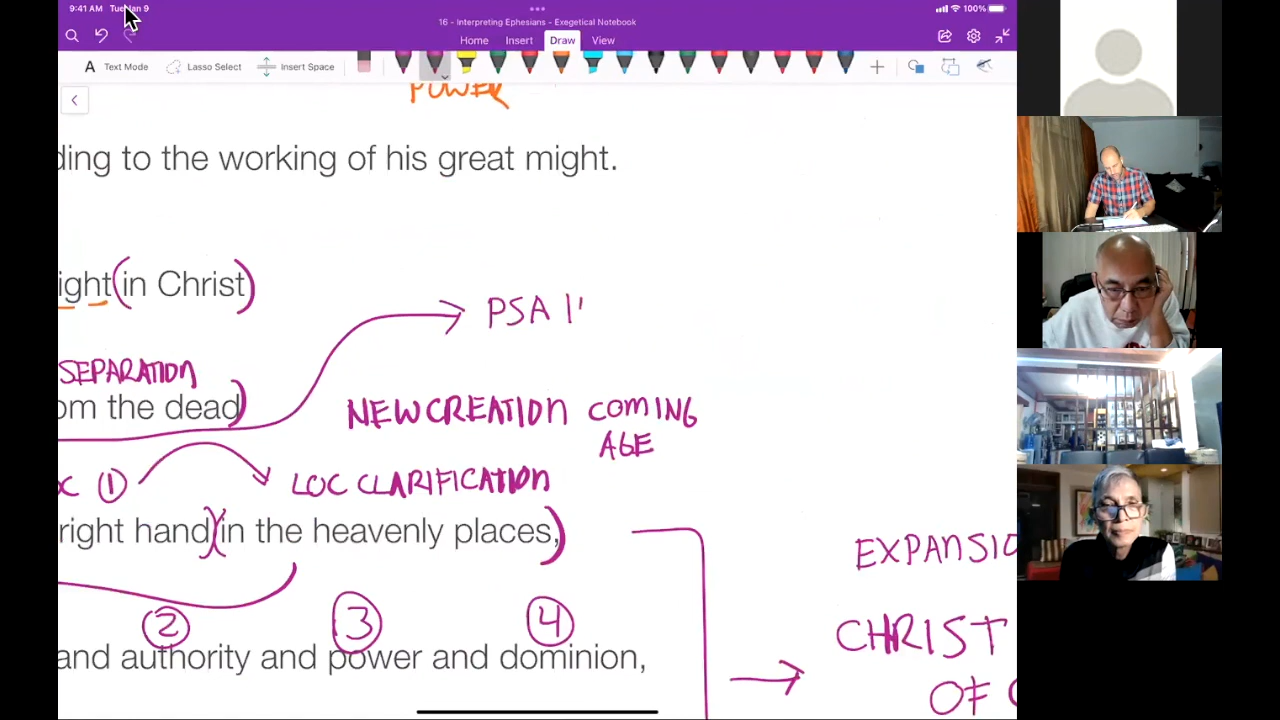 9:41 AM Tue Jan 9
100%
16 - Interpreting Ephesians - Exegetical Notebook
Home Insert Draw View
A Text Mode Lasso Select Insert Space
POWER
ding to the working of his great might.
ight (in Christ)
PSA 1
SEPARATION
om the dead)
NEW CREATION COMING
AGE
1 LOC CLARIFICATION
right hand) (in the heavenly places,)
EXPANSIO
2 3 4
CHRIST
and authority and power and dominion,
OF